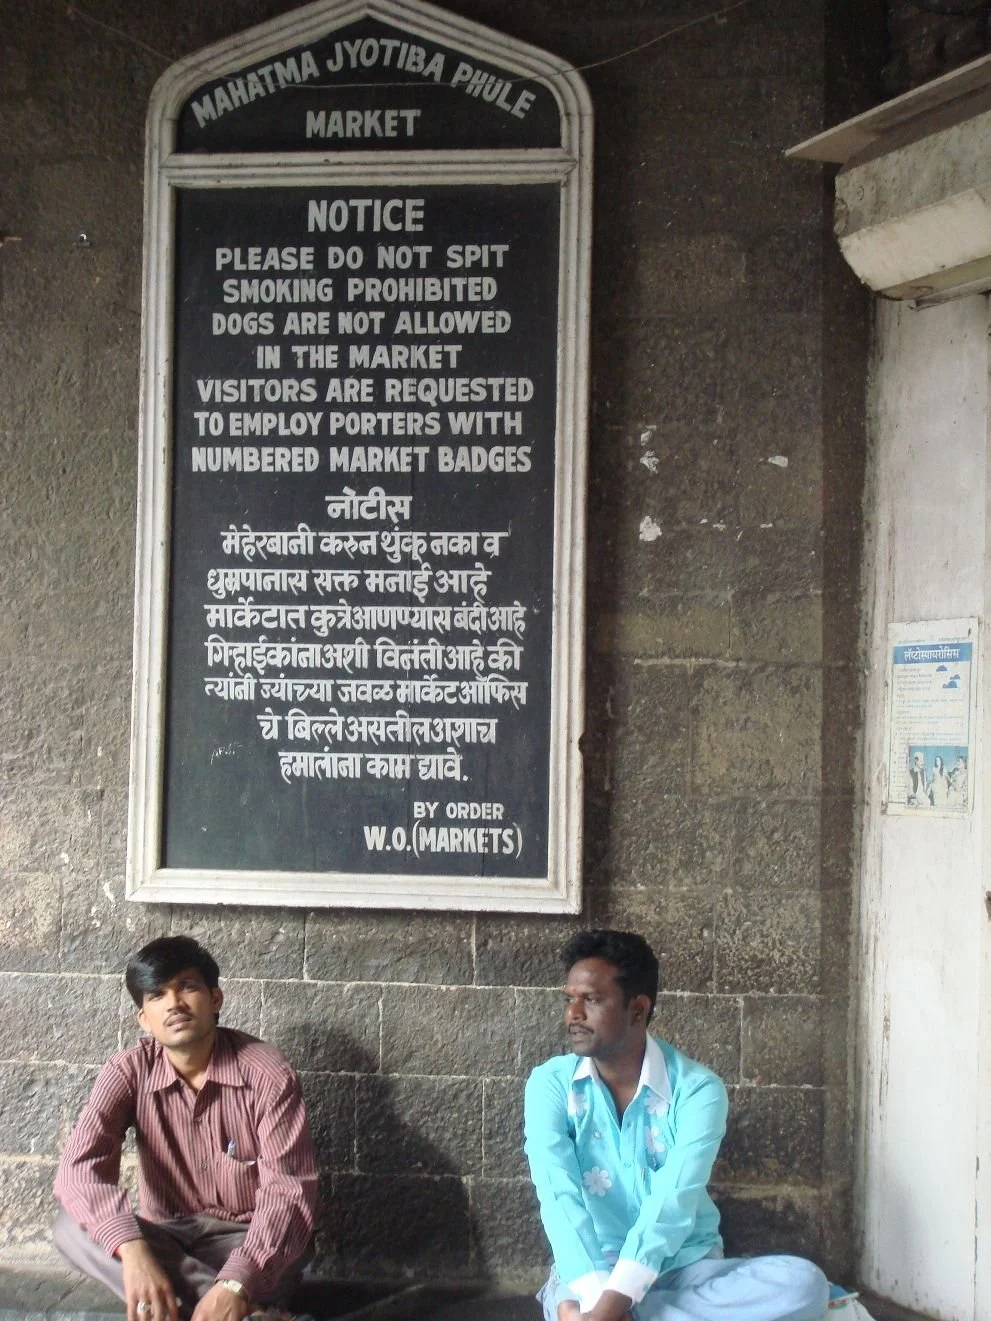 MAHATMA JYOTIBA PHULE
MARKET
NOTICE
PLEASE DO NOT SPIT
SMOKING PROHIBITED
DOGS ARE NOT ALLOWED
IN THE MARKET
VISITORS ARE REQUESTED
TO EMPLOY PORTERS WITH
NUMBERED MARKET BADGES
नोटीस
मेहेरबानी करुन थुंकू नका व
धुम्रपानास सक्त मनाई आहे
मार्केटात कुत्रे आणण्यास बंदी आहे
गिऱ्हाईकांना अशी विनंती आहे की
त्यांनी ज्यांच्या जवळ मार्केट ऑफिस
चे बिल्ले असतील अशाच
हमालांना काम द्यावे.
BY ORDER
W.O.(MARKETS)
लॅप्टोस्पायरोसिस